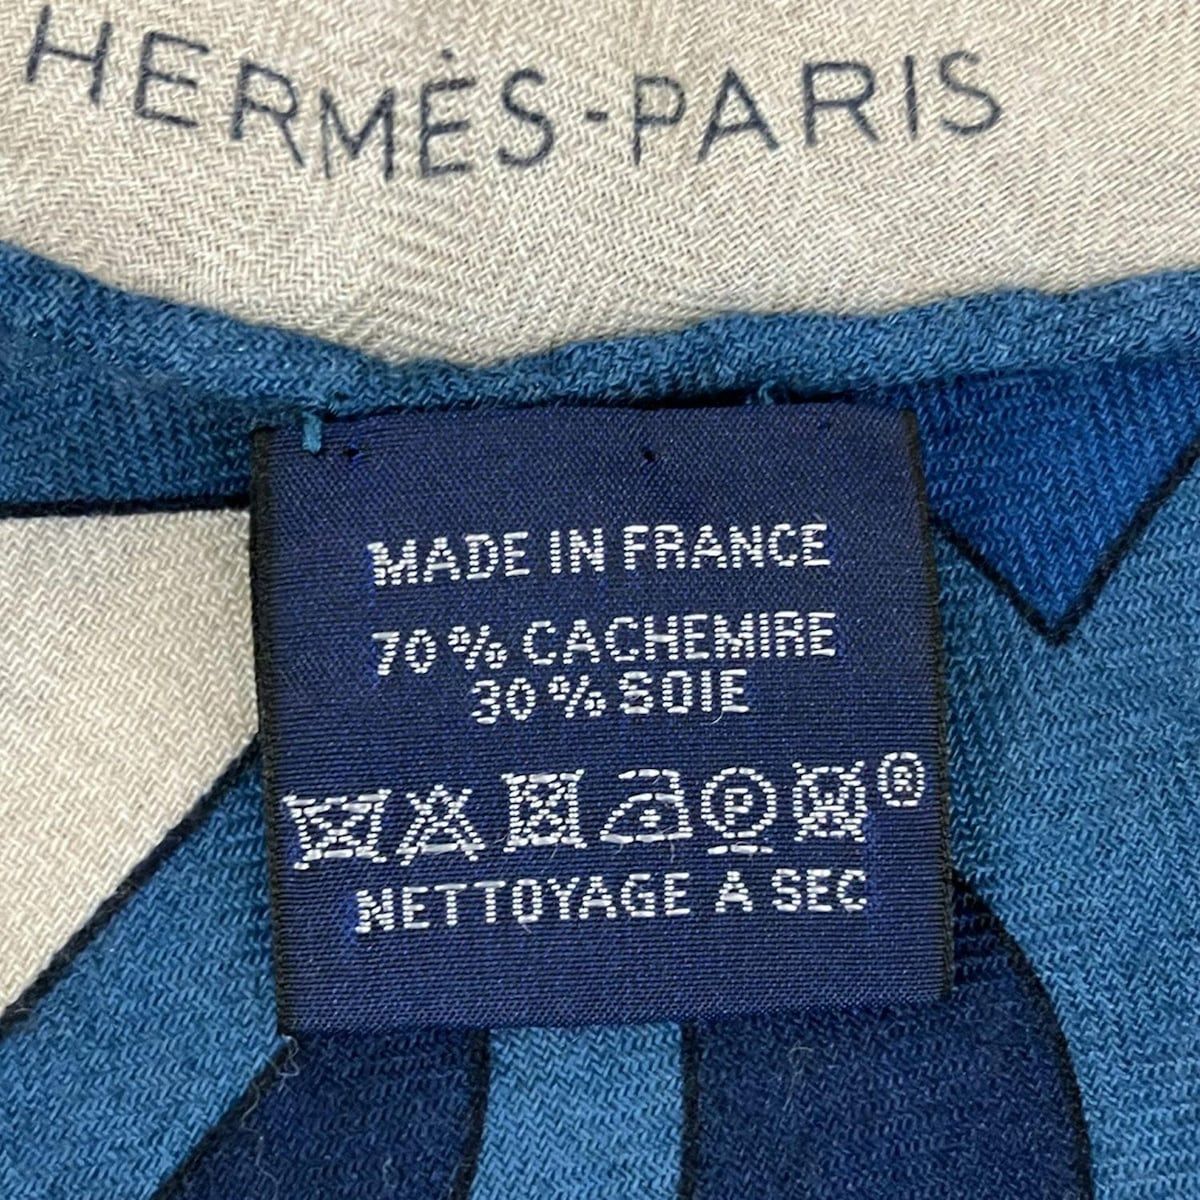 HERMÈS-PARIS
MADE IN FRANCE
70% CACHEMIRE
30% SOIE
P W ®
NETTOYAGE A SEC